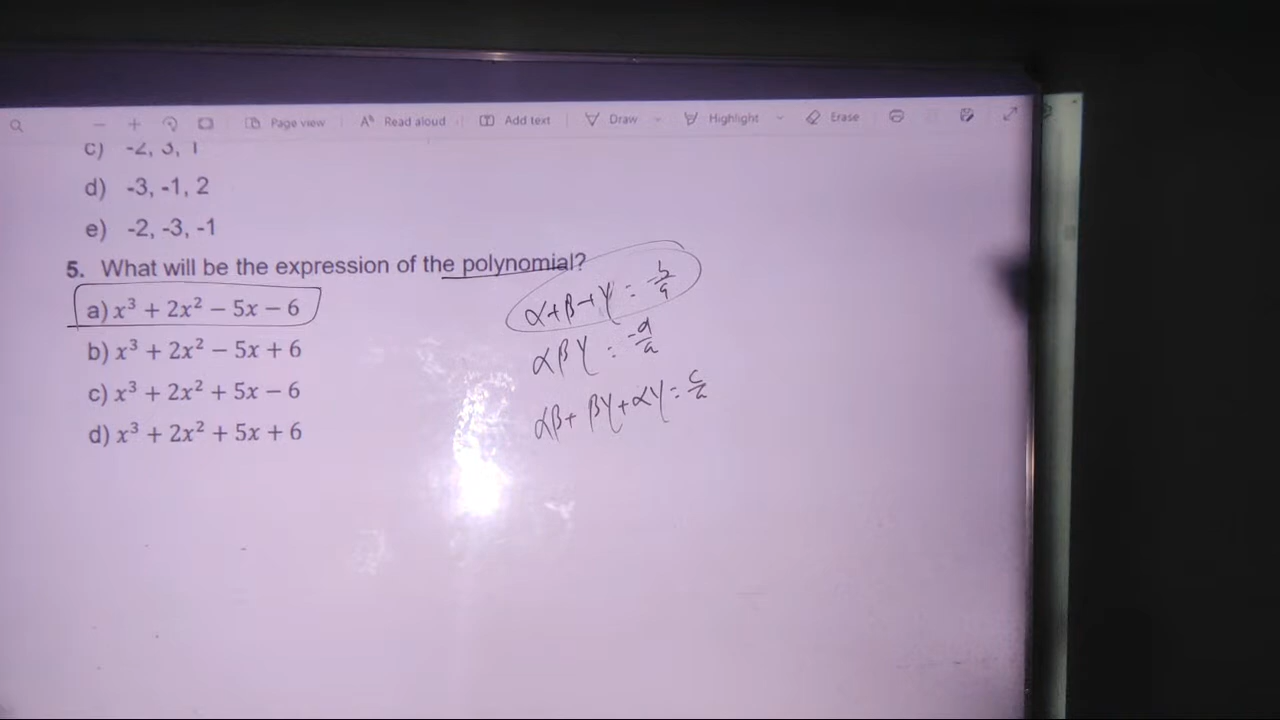 Page view Read aloud Add text Draw Highlight Erase
c) -2, 3, 1
d) -3, -1, 2
e) -2, -3, -1
5. What will be the expression of the polynomial?
a) x³ + 2x² − 5x − 6
b) x³ + 2x² − 5x + 6
c) x³ + 2x² + 5x − 6
d) x³ + 2x² + 5x + 6
α+β+γ = -b/a
αβγ = -d/a
αβ + βγ + αγ = c/a